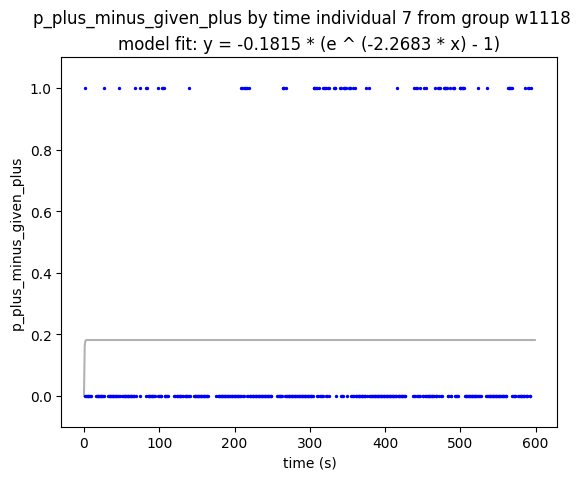 p_plus_minus_given_plus by time individual 7 from group w1118
model fit: y = -0.1815 * (e ^ (-2.2683 * x) - 1)
p_plus_minus_given_plus
1.0
0.8
0.6
0.4
0.2
0.0
0 100 200 300 400 500 600
time (s)